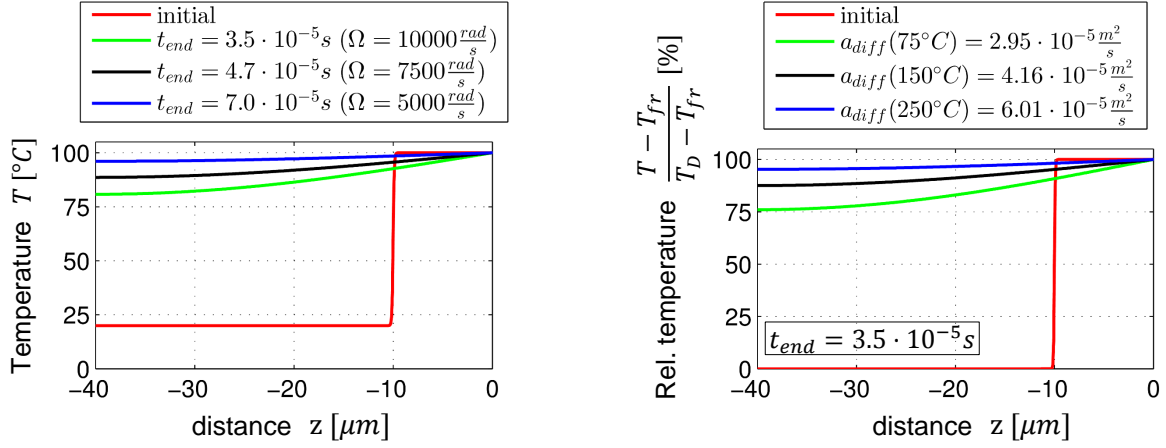 initial
t_end = 3.5 · 10^-5 s (Ω = 10000 rad/s)
t_end = 4.7 · 10^-5 s (Ω = 7500 rad/s)
t_end = 7.0 · 10^-5 s (Ω = 5000 rad/s)
Temperature T [°C]
100
75
50
25
0
−40 −30 −20 −10 0
distance z [μm]
initial
a_diff(75°C) = 2.95 · 10^-5 m^2/s
a_diff(150°C) = 4.16 · 10^-5 m^2/s
a_diff(250°C) = 6.01 · 10^-5 m^2/s
Rel. temperature (T − T_fr)/(T_D − T_fr) [%]
100
75
50
25
0
t_end = 3.5 · 10^-5 s
−40 −30 −20 −10 0
distance z [μm]